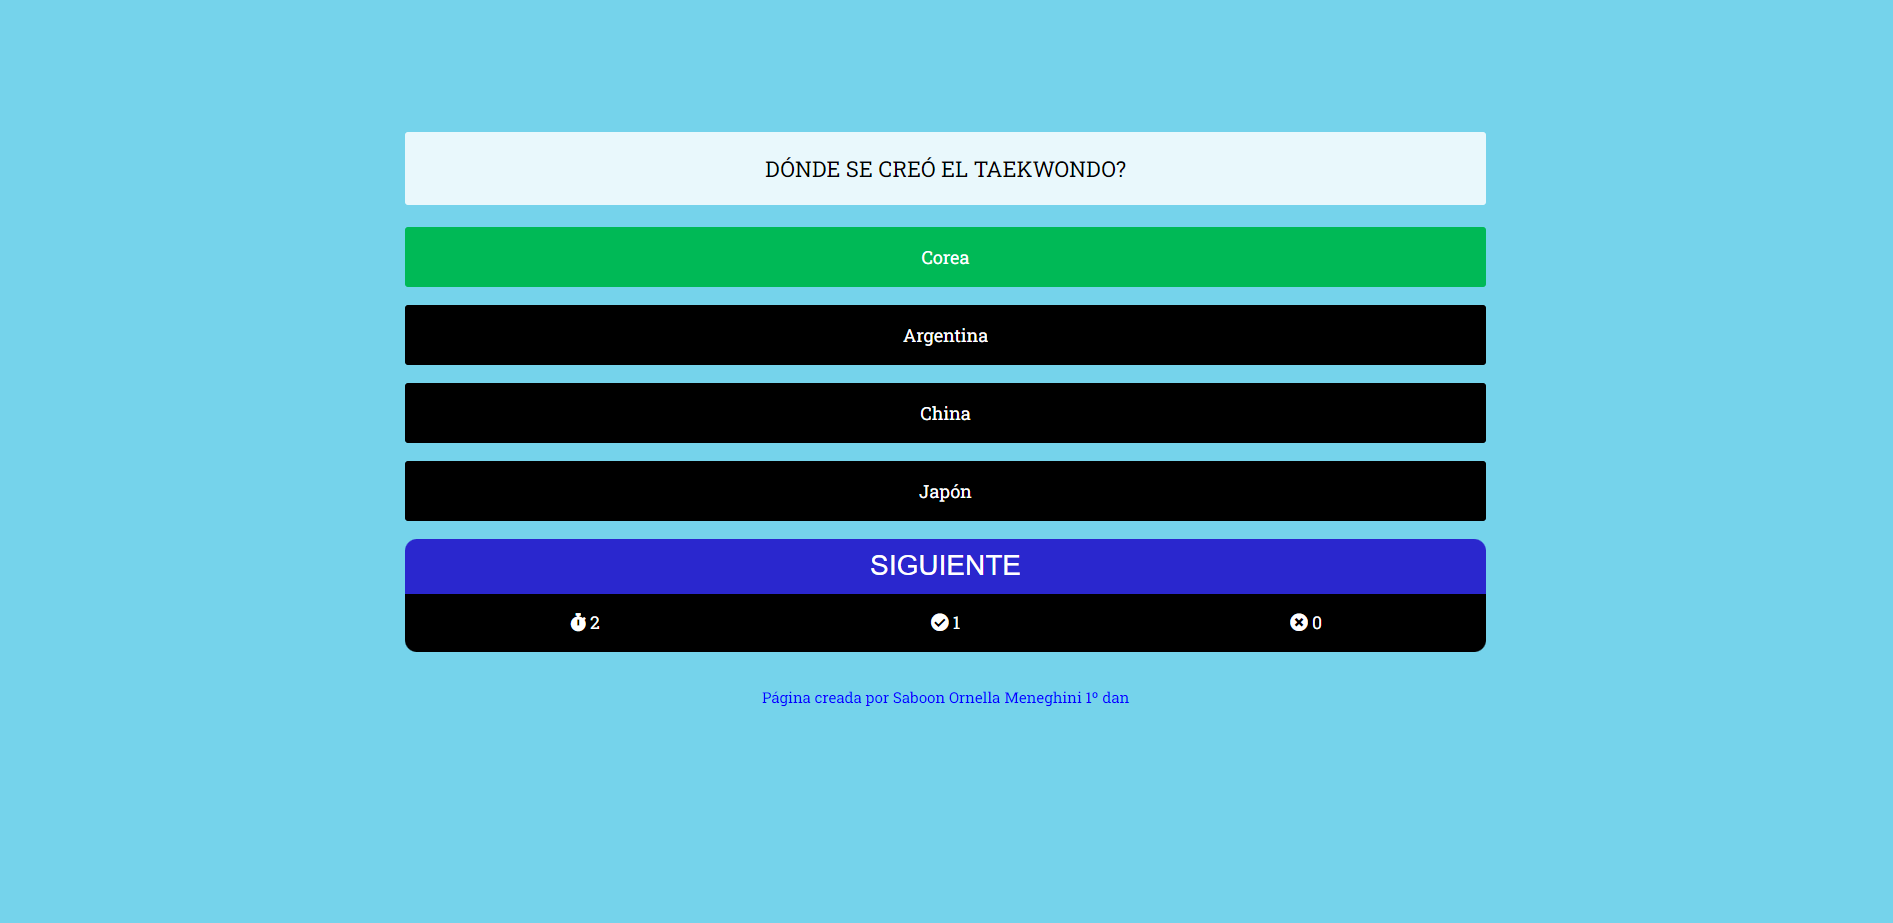 DÓNDE SE CREÓ EL TAEKWONDO?
Corea
Argentina
China
Japón
SIGUIENTE
2 1 0
Página creada por Saboon Ornella Meneghini 1º dan